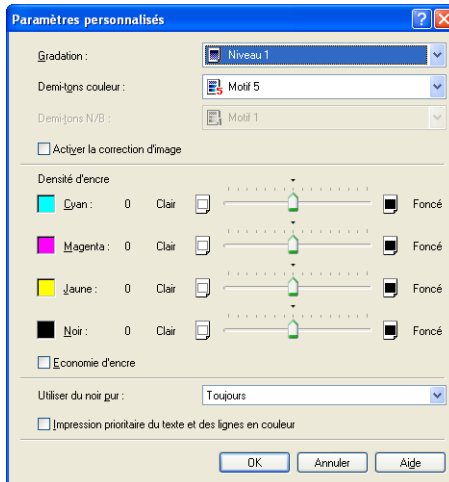 Paramètres personnalisés
Gradation : Niveau 1
Demi-tons couleur : Motif 5
Demi-tons N/B : Motif 1
Activer la correction d'image
Densité d'encre
Cyan : 0 Clair Foncé
Magenta : 0 Clair Foncé
Jaune : 0 Clair Foncé
Noir : 0 Clair Foncé
Economie d'encre
Utiliser du noir pur : Toujours
Impression prioritaire du texte et des lignes en couleur
OK Annuler Aide